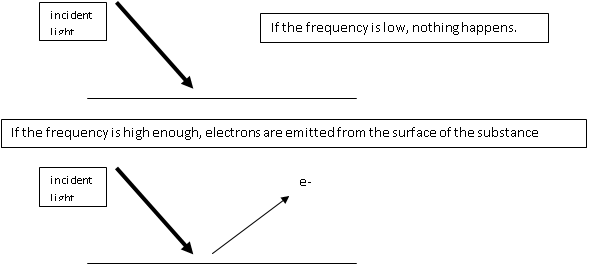 incident
light
If the frequency is low, nothing happens.
If the frequency is high enough, electrons are emitted from the surface of the substance
incident
light
e-